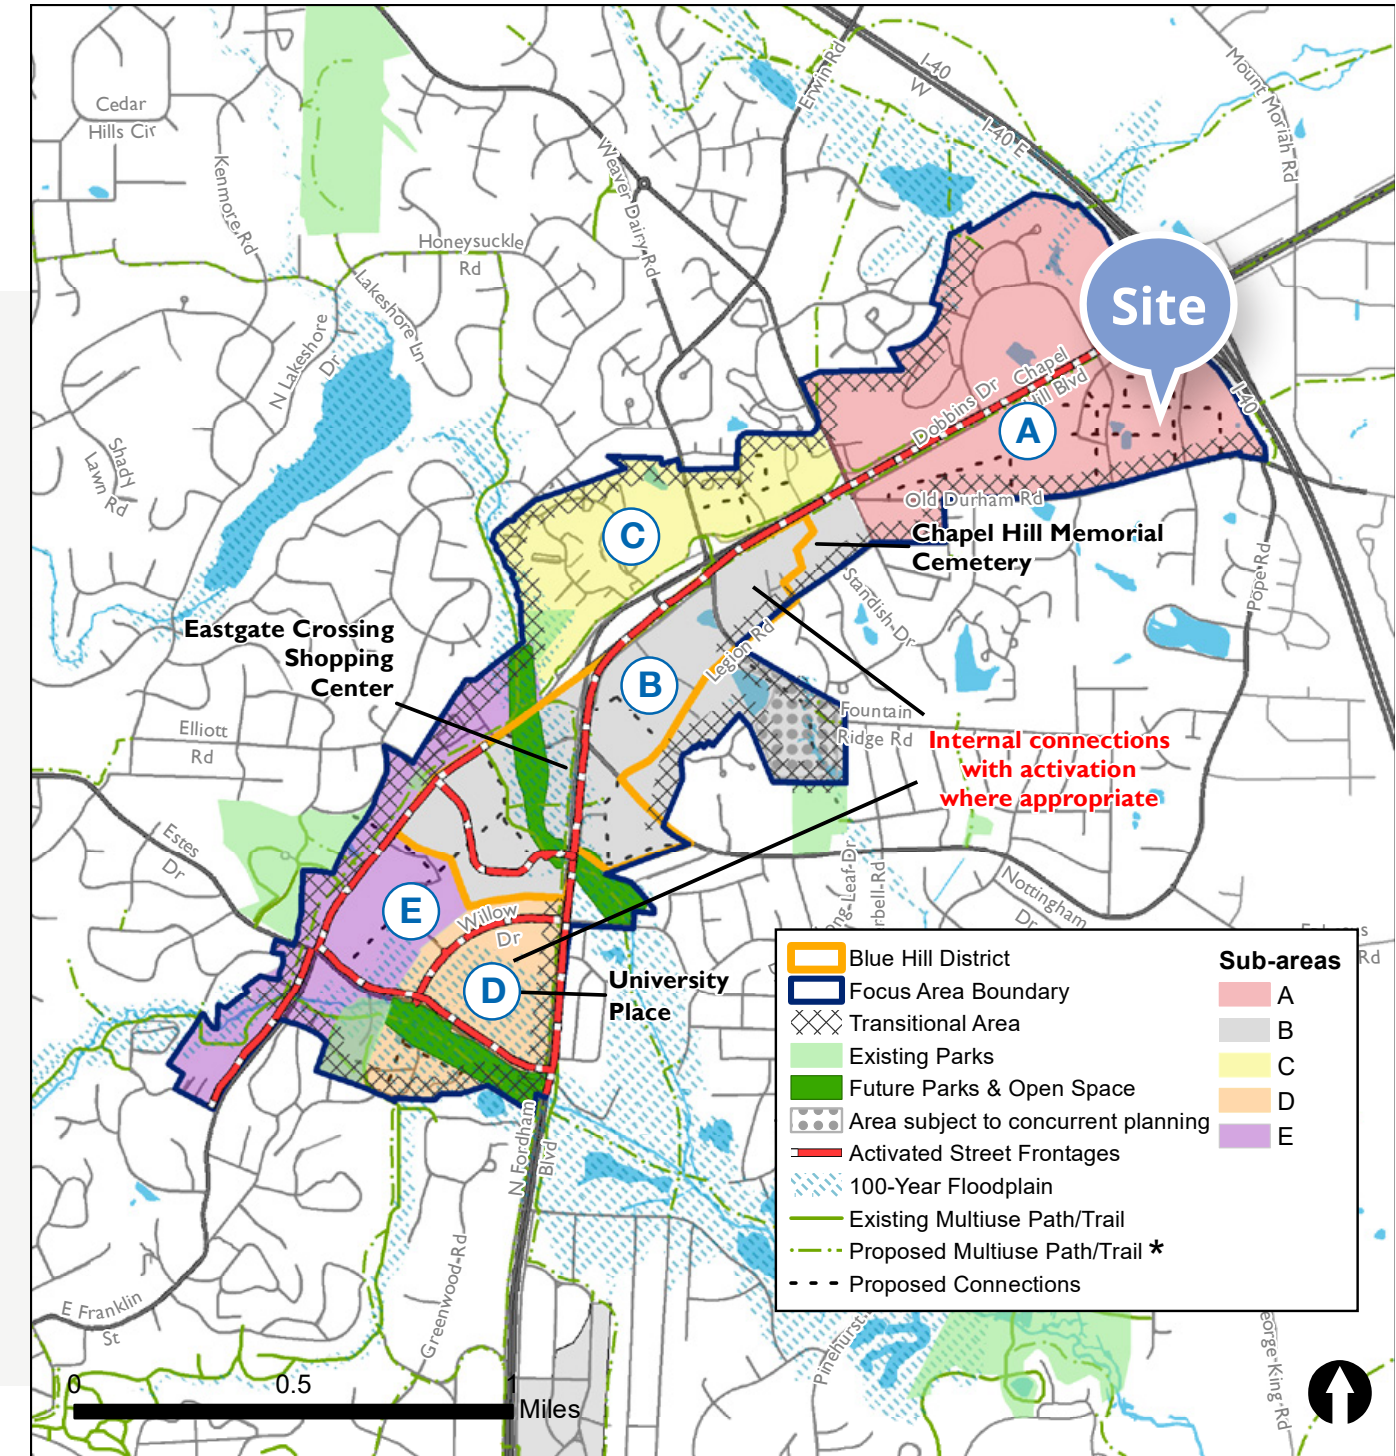 Cedar
Hills Cir
Kenmore Rd
Honeysuckle
Rd
Weaver Dairy Rd
Erwin Rd
I-40
W
I-40 E
Mount Moriah Rd
Lakeshore Ln
N Lakeshore
Dr
Shady
Lawn Rd
Site
I-40
Dobbins Dr
Chapel
Hill Blvd
A
Old Durham Rd
C
Chapel Hill Memorial
Cemetery
Standish Dr
Pope Rd
Eastgate Crossing
Shopping
Center
Legion Rd
B
Fountain
Ridge Rd
Elliott
Rd
Internal connections
with activation
where appropriate
Estes
Dr
Nottingham
Dr
E
Willow
Dr
D
University
Place
N Fordham
Blvd
Greenwood Rd
E Franklin
St
Rd
Blue Hill District
Focus Area Boundary
Transitional Area
Existing Parks
Future Parks & Open Space
Area subject to concurrent planning
Activated Street Frontages
100-Year Floodplain
Existing Multiuse Path/Trail
Proposed Multiuse Path/Trail *
Proposed Connections
Sub-areas
A
B
C
D
E
0 0.5 1
Miles